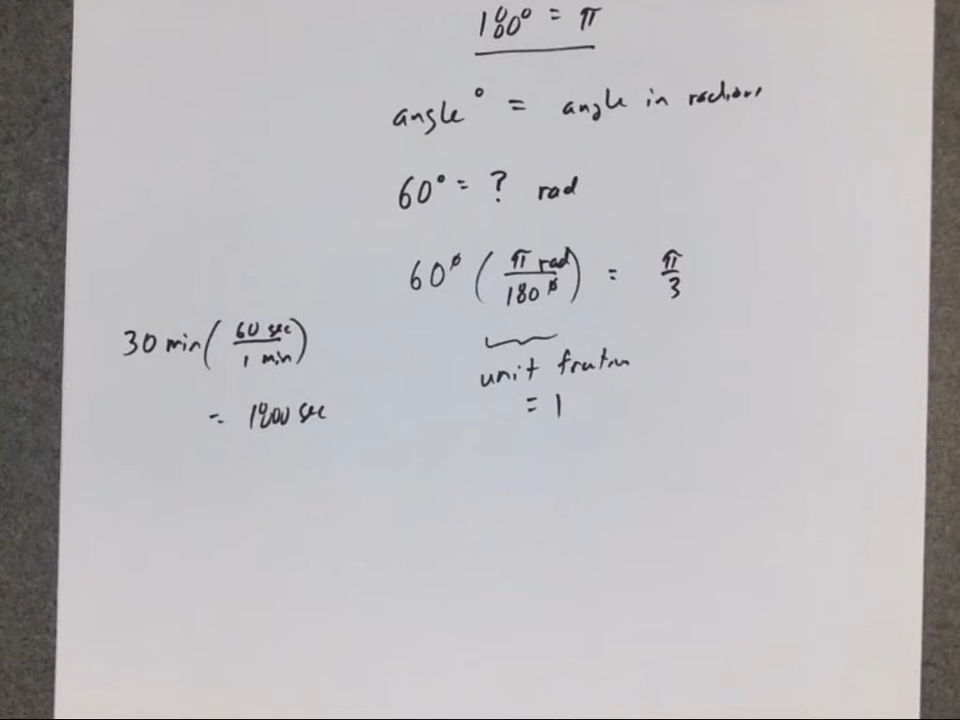 180° = π
angle° = angle in radians
60° = ? rad
60° ( π rad / 180° ) = π/3
30 min ( 60 sec / 1 min )
= 1800 sec
unit fraction
= 1